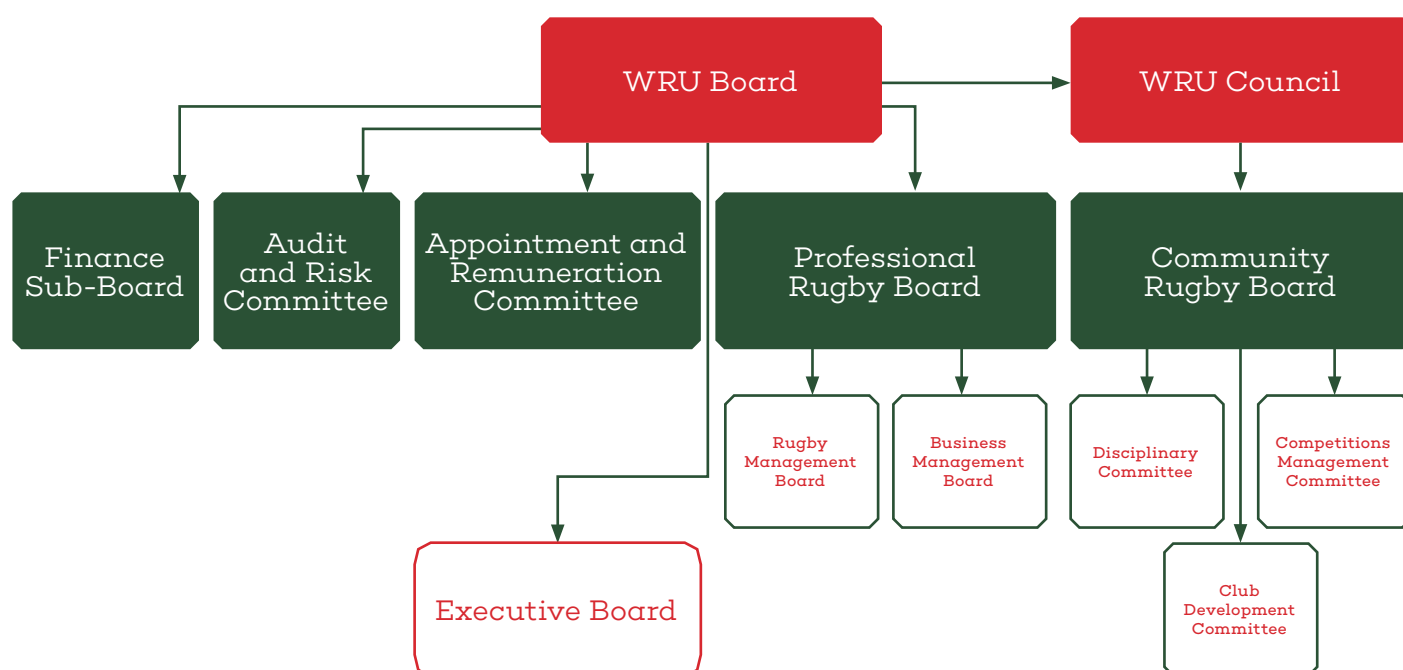 WRU Board
WRU Council
Finance
Sub-Board
Audit
and Risk
Committee
Appointment and
Remuneration
Committee
Professional
Rugby Board
Community
Rugby Board
Rugby
Management
Board
Business
Management
Board
Disciplinary
Committee
Competitions
Management
Committee
Executive Board
Club
Development
Committee